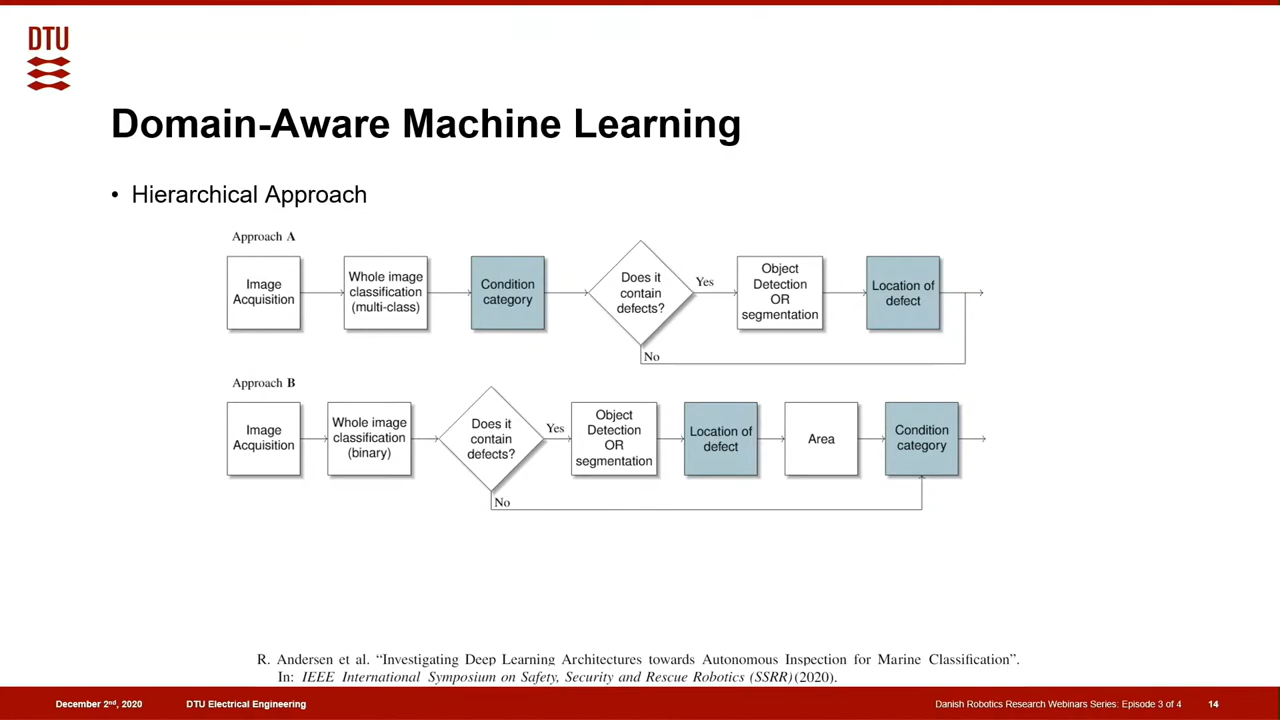 DTU
Domain-Aware Machine Learning
• Hierarchical Approach
Approach A
Image
Acquisition
Whole image
classification
(multi-class)
Condition
category
Does it
contain
defects?
Yes
No
Object
Detection
OR
segmentation
Location of
defect
Approach B
Image
Acquisition
Whole image
classification
(binary)
Does it
contain
defects?
Yes
No
Object
Detection
OR
segmentation
Location of
defect
Area
Condition
category
R. Andersen et al. “Investigating Deep Learning Architectures towards Autonomous Inspection for Marine Classification”.
In: IEEE International Symposium on Safety, Security and Rescue Robotics (SSRR)(2020).
December 2nd, 2020 DTU Electrical Engineering Danish Robotics Research Webinars Series: Episode 3 of 4 14